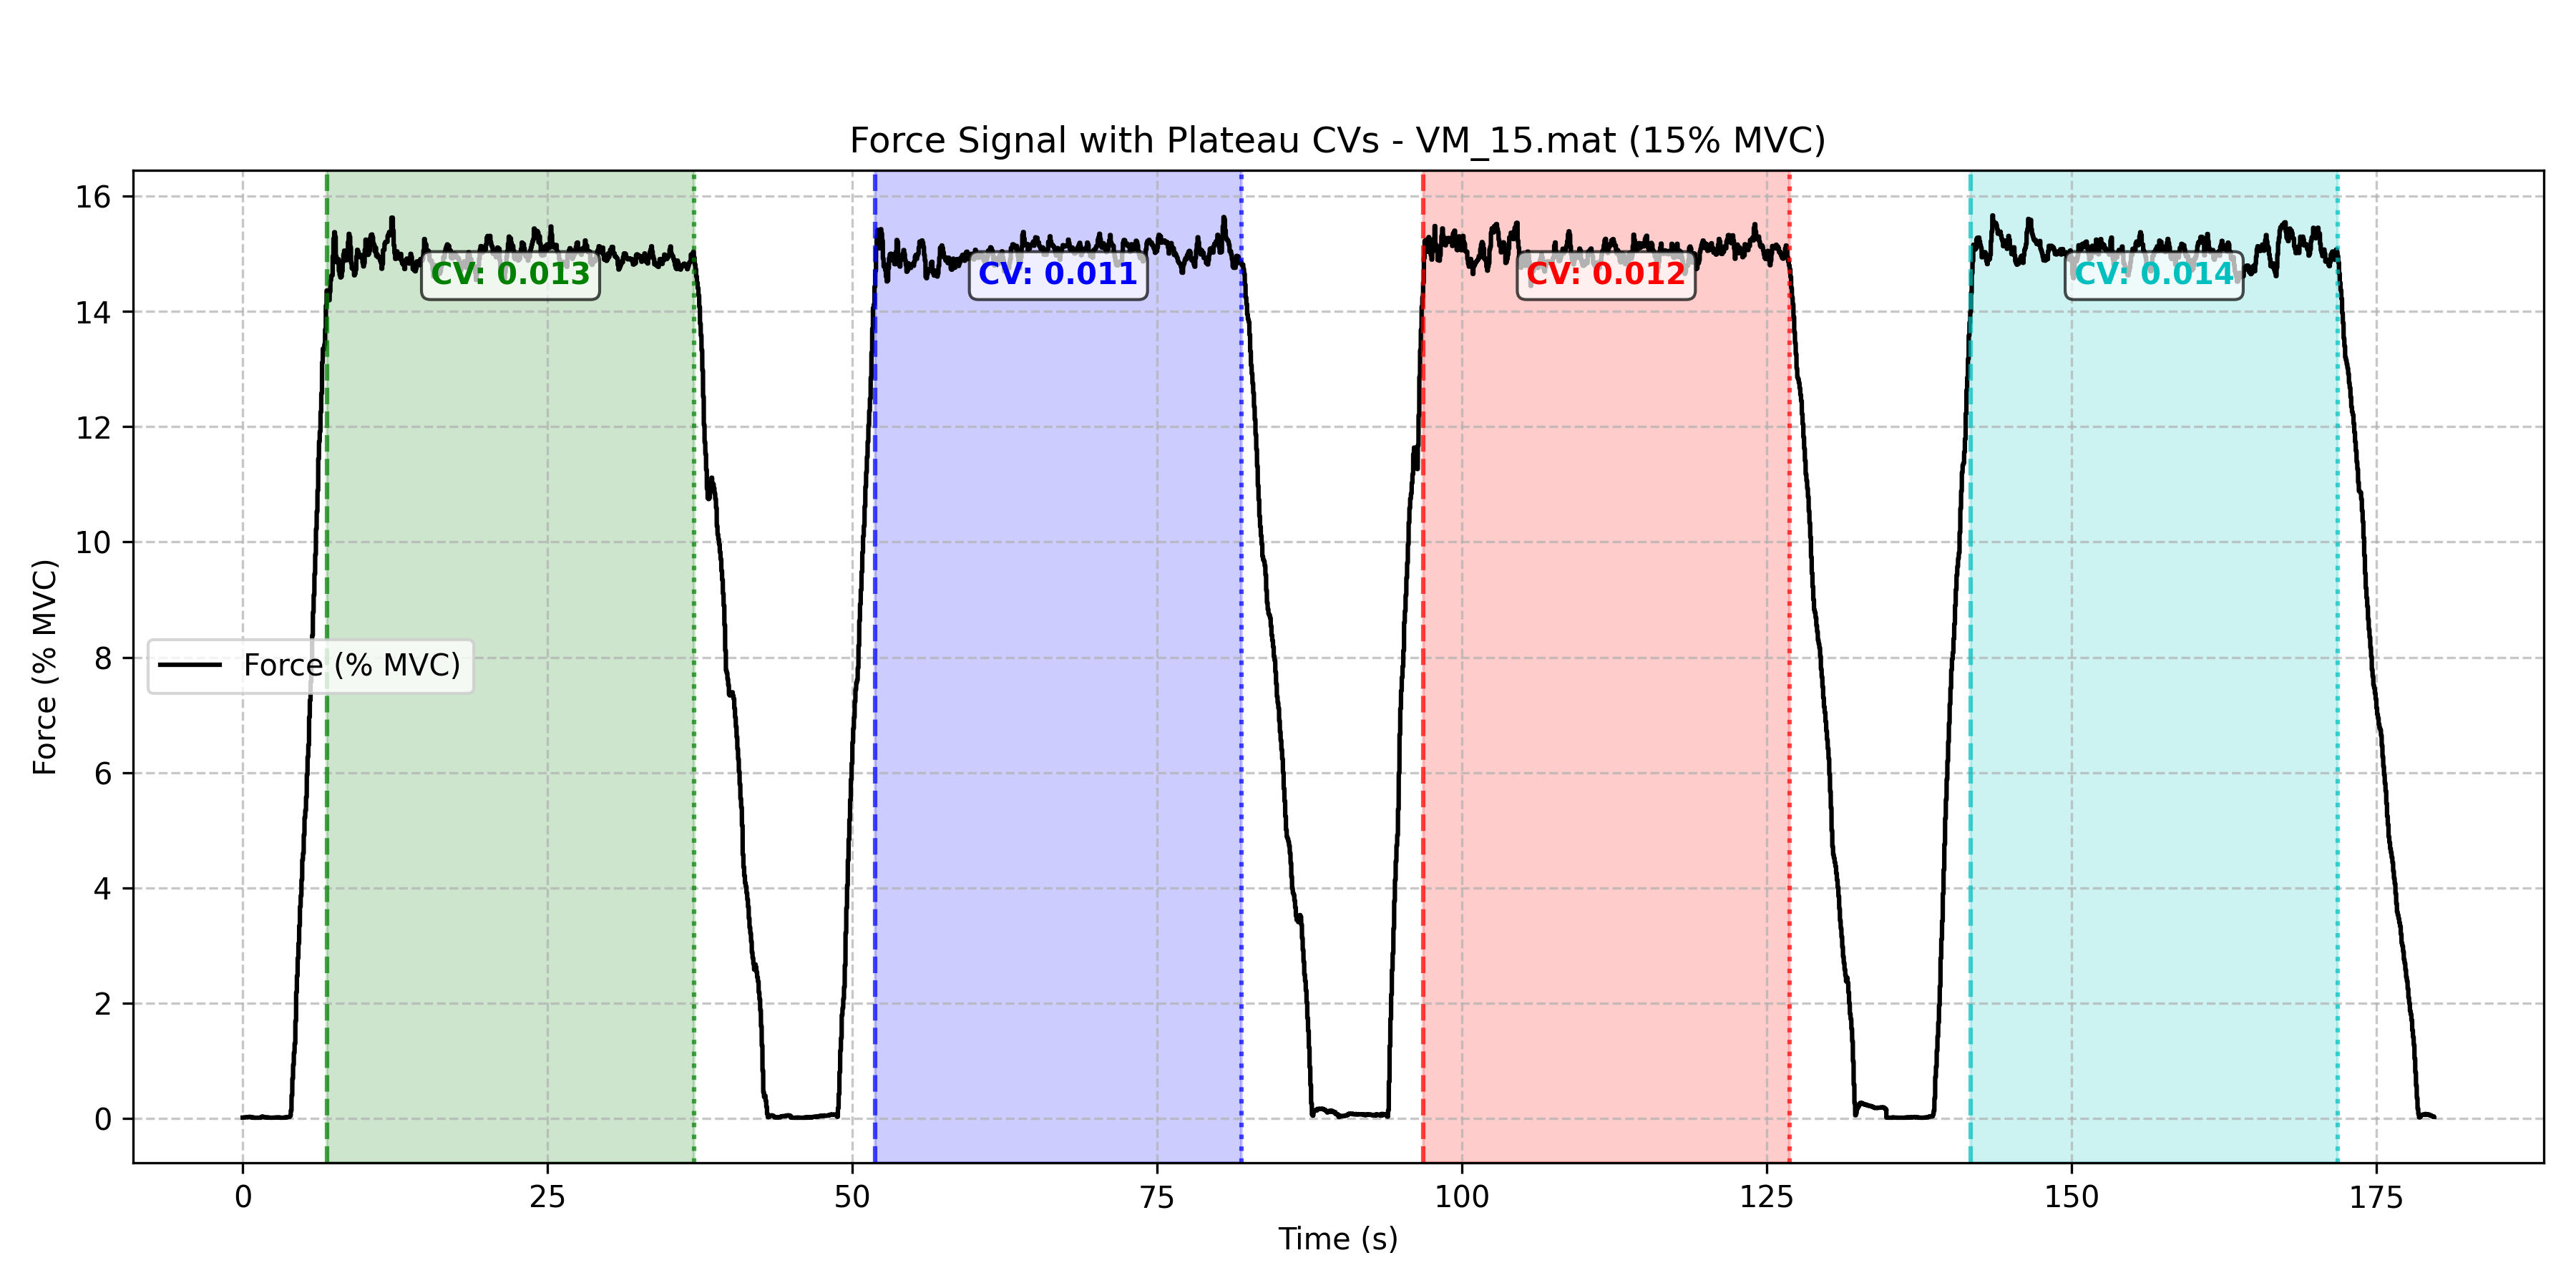 Force Signal with Plateau CVs - VM_15.mat (15% MVC)
Force (% MVC)
16
14
12
10
8
6
4
2
0
CV: 0.013
CV: 0.011
CV: 0.012
CV: 0.014
Force (% MVC)
0
25
50
75
100
125
150
175
Time (s)